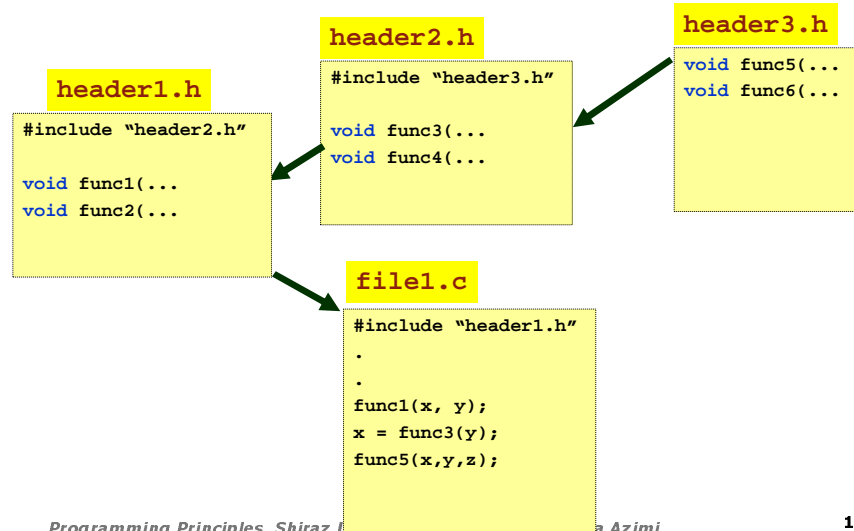 header1.h
#include “header2.h”
void func1(...
void func2(...
header2.h
#include “header3.h”
void func3(...
void func4(...
header3.h
void func5(...
void func6(...
file1.c
#include “header1.h”
.
.
func1(x, y);
x = func3(y);
func5(x,y,z);
Programming Principles, Shiraz Azimi
1